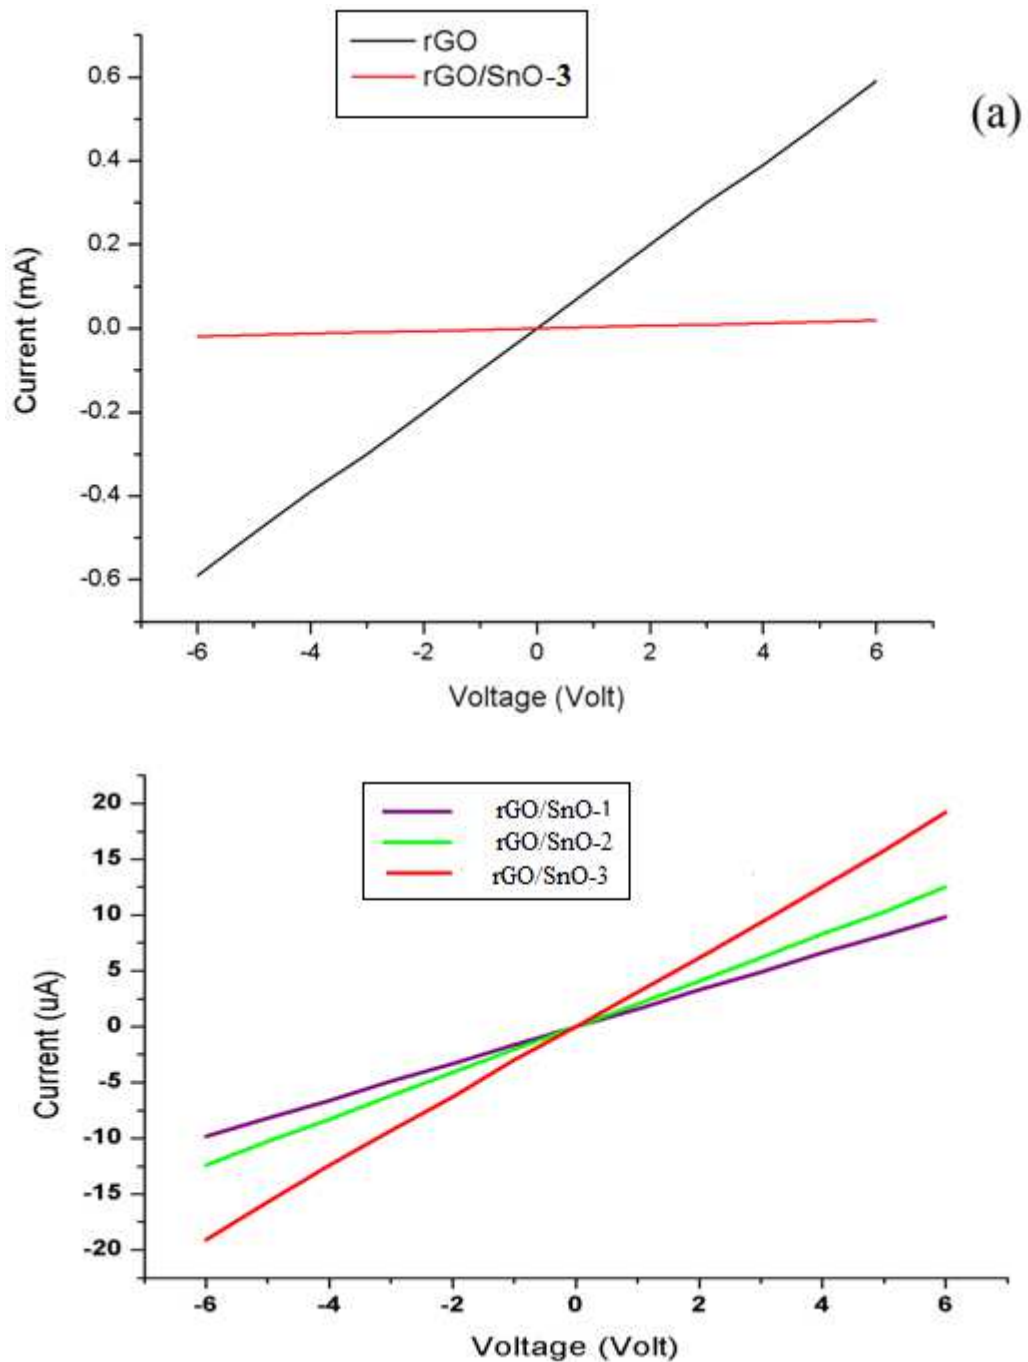 rGO
rGO/SnO-3
(a)
0.6
0.4
0.2
0.0
-0.2
-0.4
-0.6
Current (mA)
-6 -4 -2 0 2 4 6
Voltage (Volt)
rGO/SnO-1
rGO/SnO-2
rGO/SnO-3
20
15
10
5
0
-5
-10
-15
-20
Current (uA)
-6 -4 -2 0 2 4 6
Voltage (Volt)